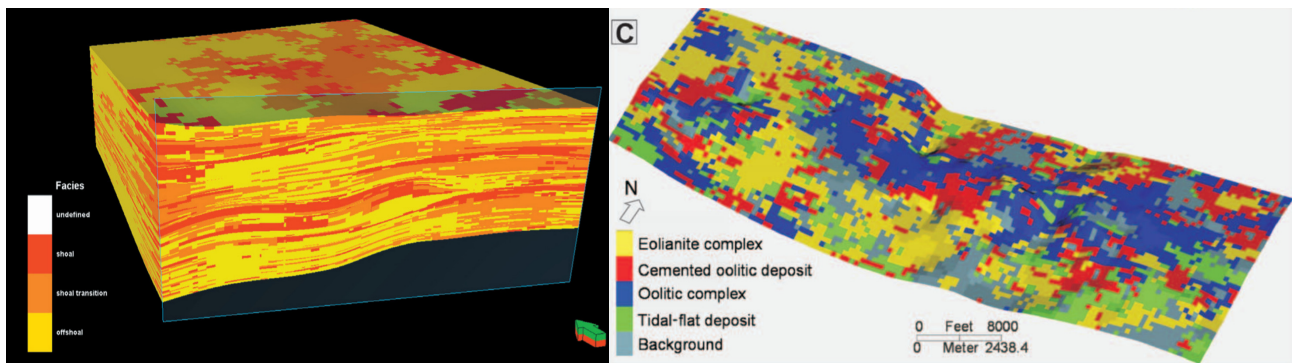 Facies
undefined
shoal
shoal transition
offshoal
C
N
Eolianite complex
Cemented oolitic deposit
Oolitic complex
Tidal-flat deposit
Background
0 Feet 8000
0 Meter 2438.4